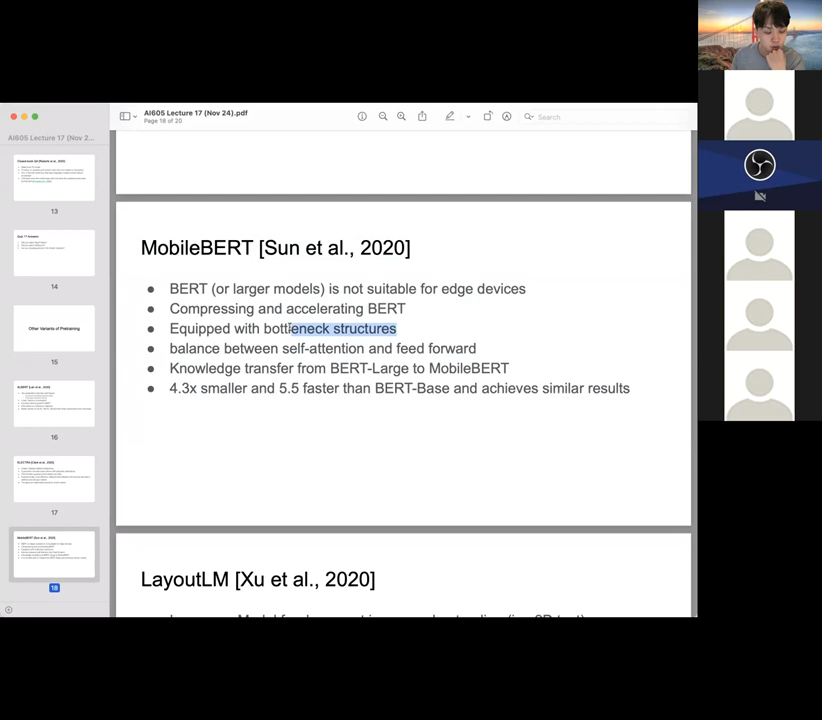 AI605 Lecture 17 (Nov 24).pdf
Page 18 of 20
Search
AI605 Lecture 17 (Nov 2...
13
14
Other Variants of Pretraining
15
16
17
18
MobileBERT [Sun et al., 2020]
BERT (or larger models) is not suitable for edge devices
Compressing and accelerating BERT
Equipped with bottleneck structures
balance between self-attention and feed forward
Knowledge transfer from BERT-Large to MobileBERT
4.3x smaller and 5.5 faster than BERT-Base and achieves similar results
LayoutLM [Xu et al., 2020]